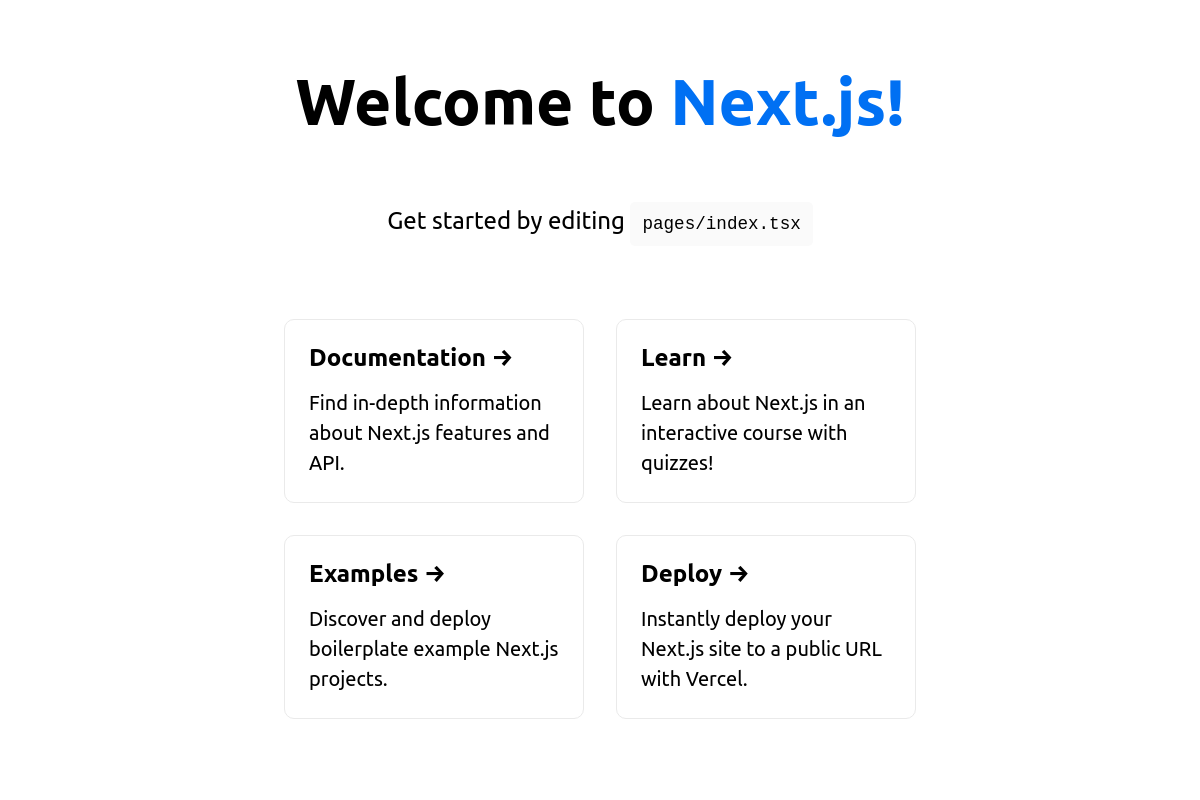 Welcome to Next.js!
Get started by editing pages/index.tsx
Documentation →
Find in-depth information
about Next.js features and
API.
Learn →
Learn about Next.js in an
interactive course with
quizzes!
Examples →
Discover and deploy
boilerplate example Next.js
projects.
Deploy →
Instantly deploy your
Next.js site to a public URL
with Vercel.